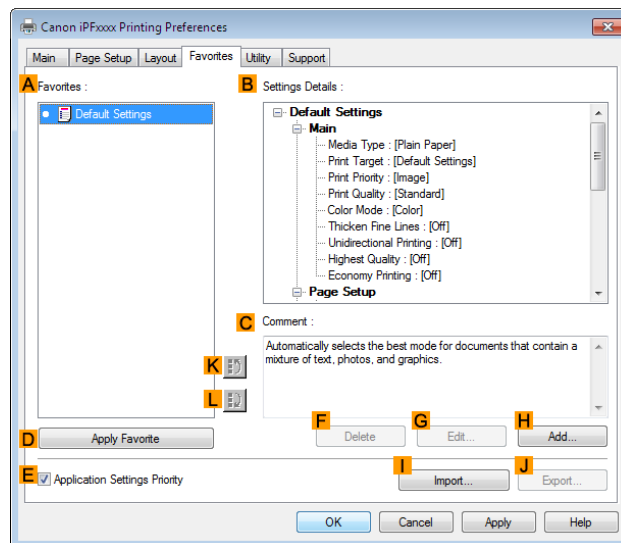 Canon iPFxxxx Printing Preferences
Main Page Setup Layout Favorites Utility Support
A Favorites :
B Settings Details :
Default Settings
Default Settings
Main
Media Type : [Plain Paper]
Print Target : [Default Settings]
Print Priority : [Image]
Print Quality : [Standard]
Color Mode : [Color]
Thicken Fine Lines : [Off]
Unidirectional Printing : [Off]
Highest Quality : [Off]
Economy Printing : [Off]
Page Setup
C Comment :
Automatically selects the best mode for documents that contain a
mixture of text, photos, and graphics.
K
L
D Apply Favorite
F Delete
G Edit...
H Add...
E Application Settings Priority
I Import...
J Export...
OK Cancel Apply Help